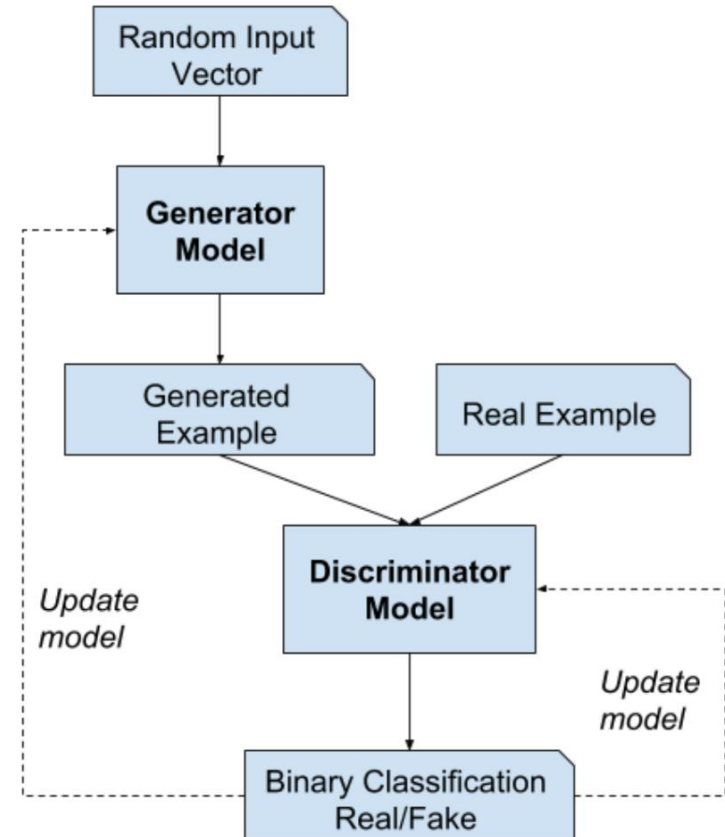 Random Input
Vector
Generator
Model
Generated
Example
Real Example
Discriminator
Model
Update
model
Update
model
Binary Classification
Real/Fake